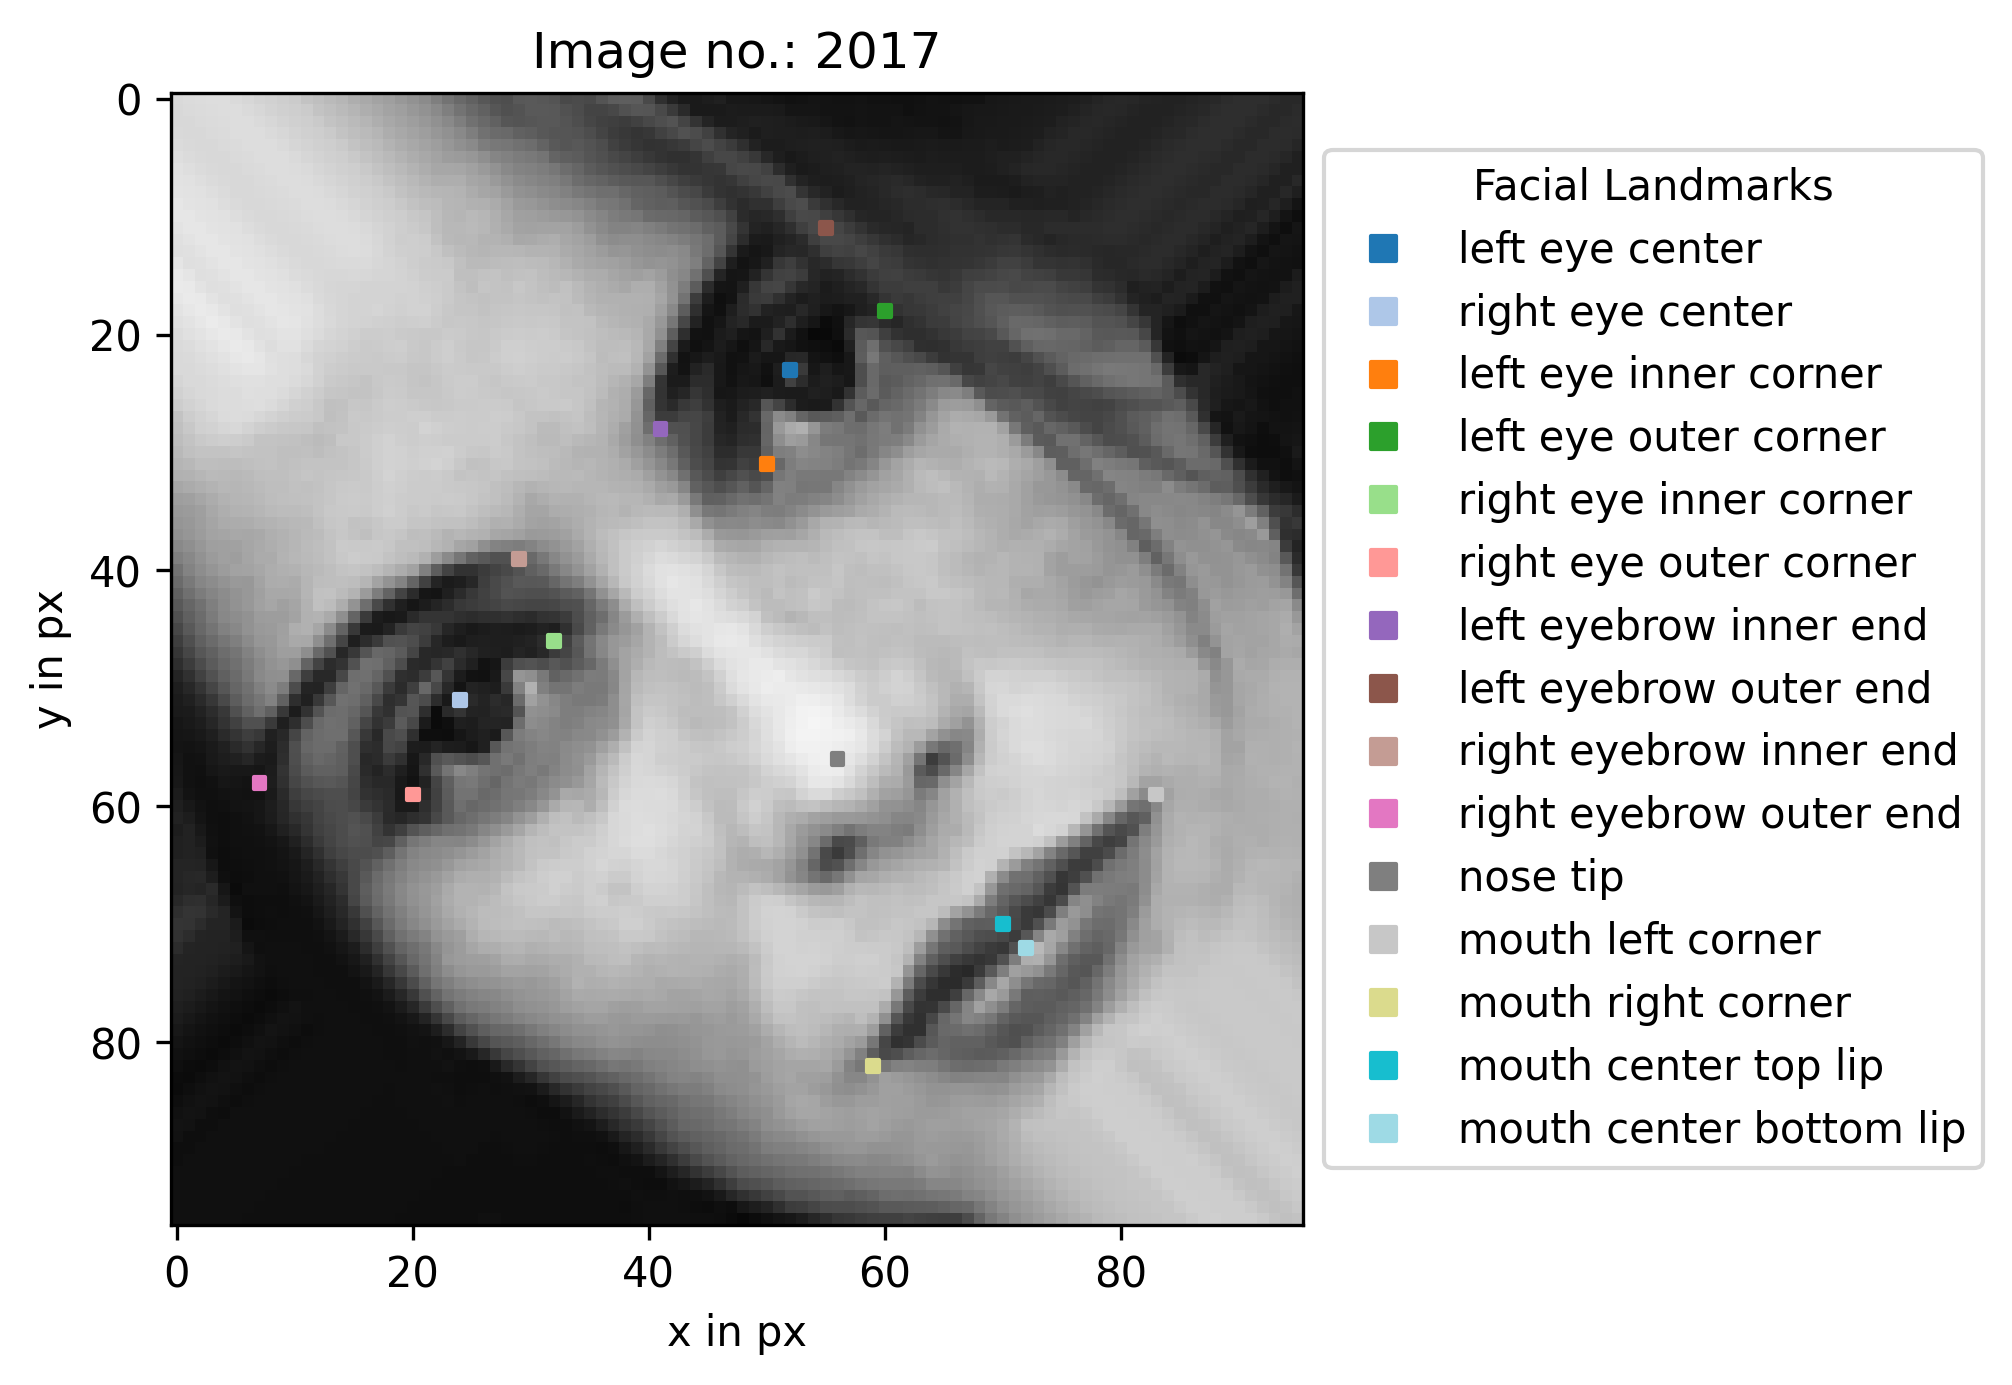 Image no.: 2017
0
20
40
60
80
y in px
0 20 40 60 80
x in px
Facial Landmarks
left eye center
right eye center
left eye inner corner
left eye outer corner
right eye inner corner
right eye outer corner
left eyebrow inner end
left eyebrow outer end
right eyebrow inner end
right eyebrow outer end
nose tip
mouth left corner
mouth right corner
mouth center top lip
mouth center bottom lip